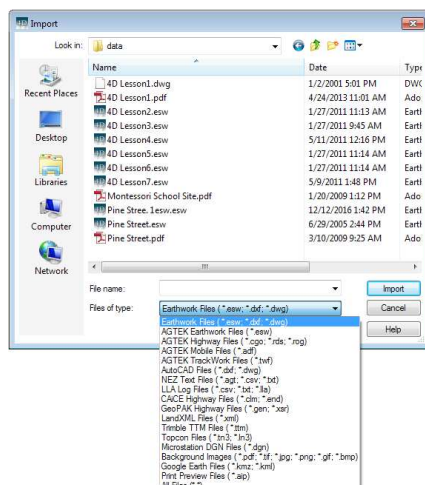 Import
Look in:
data
Name
Date
Type
4D Lesson1.dwg 1/2/2001 5:01 PM DWG
4D Lesson1.pdf 4/24/2013 11:01 AM Ado
4D Lesson2.esw 1/27/2011 11:13 AM Eartl
4D Lesson3.esw 1/27/2011 9:45 AM Eartl
4D Lesson4.esw 5/11/2011 12:16 PM Eartl
4D Lesson5.esw 1/27/2011 11:14 AM Eartl
4D Lesson6.esw 1/27/2011 11:14 AM Eartl
4D Lesson7.esw 5/9/2011 1:48 PM Eartl
Montessori School Site.pdf 1/20/2009 1:12 PM Ado
Pine Stree. 1esw.esw 12/12/2016 1:42 PM Eartl
Pine Street.esw 6/29/2005 2:44 PM Eartl
Pine Street.pdf 3/10/2009 9:25 AM Ado
Recent Places
Desktop
Libraries
Computer
Network
File name:
Import
Files of type:
Earthwork Files (*.esw; *.dxf; *.dwg)
Cancel
Help
Earthwork Files (*.esw; *.dxf; *.dwg)
AGTEK Earthwork Files (*.esw)
AGTEK Highway Files (*.cgo; *.rds; *.rog)
AGTEK Mobile Files (*.adf)
AGTEK TrackWork Files (*.twf)
AutoCAD Files (*.dxf; *.dwg)
NEZ Text Files (*.agt; *.csv; *.txt)
LLA Log Files (*.csv; *.txt; *.lla)
CAiCE Highway Files (*.clm; *.end)
GeoPAK Highway Files (*.gen; *.xsr)
LandXML Files (*.xml)
Trimble TTM Files (*.ttm)
Topcon Files (*.tn3; *.ln3)
Microstation DGN Files (*.dgn)
Background Images (*.pdf; *.tif; *.jpg; *.png; *.gif; *.bmp)
Google Earth Files (*.kmz; *.kml)
Print Preview Files (*.aip)
All Files (*.*)